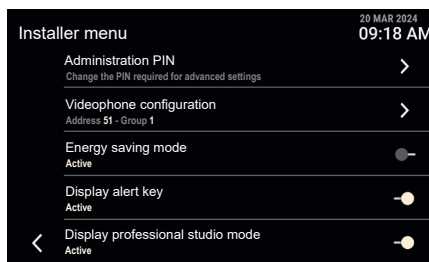 20 MAR 2024
Installer menu
09:18 AM
Administration PIN
Change the PIN required for advanced settings
Videophone configuration
Address 51 - Group 1
Energy saving mode
Active
Display alert key
Active
Display professional studio mode
Active